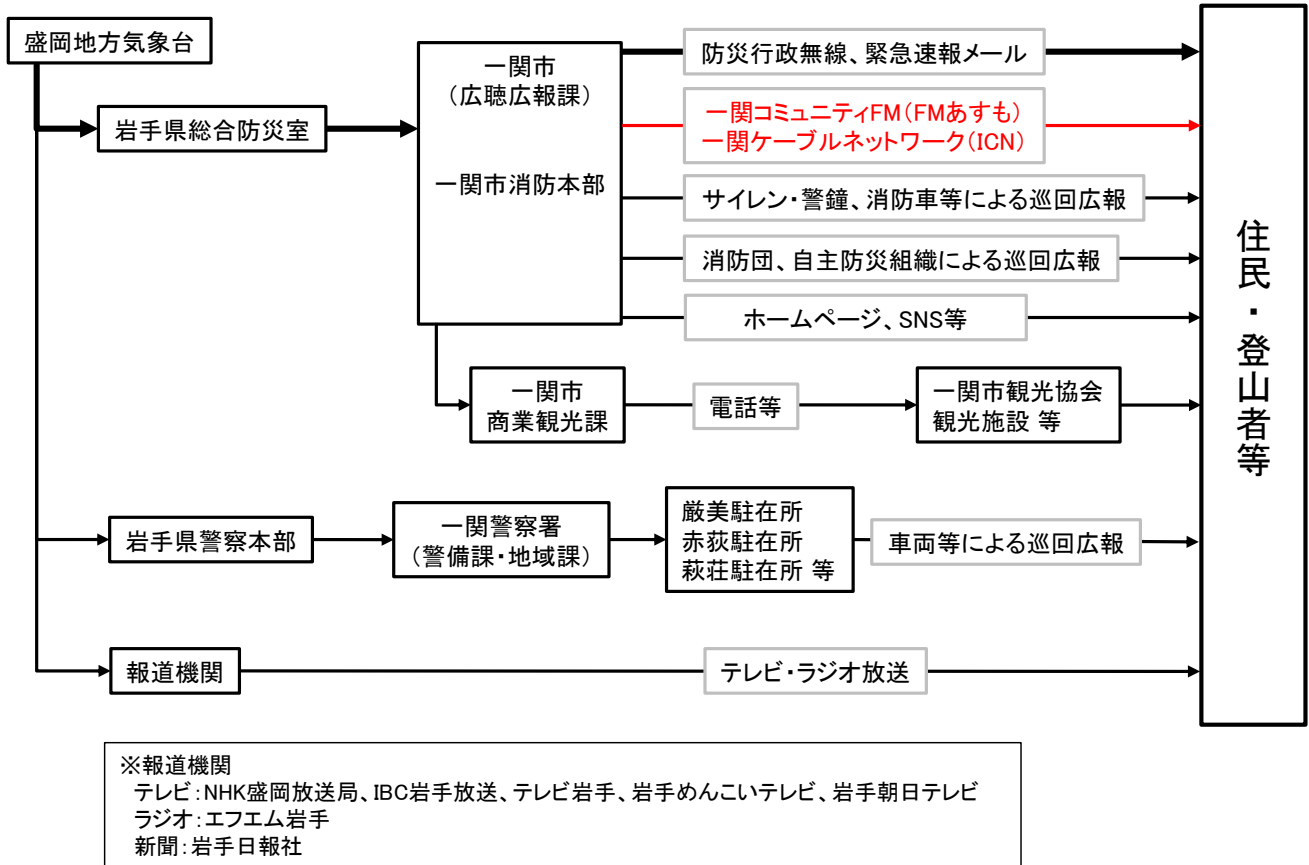 盛岡地方気象台
岩手県総合防災室
一関市
（広聴広報課）
一関市消防本部
防災行政無線、緊急速報メール
一関コミュニティFM（FMあすも）
一関ケーブルネットワーク（ICN）
サイレン・警鐘、消防車等による巡回広報
消防団、自主防災組織による巡回広報
ホームページ、SNS等
一関市
商業観光課
電話等
一関市観光協会
観光施設 等
岩手県警察本部
一関警察署
（警備課・地域課）
厳美駐在所
赤荻駐在所
萩荘駐在所 等
車両等による巡回広報
報道機関
テレビ・ラジオ放送
住民・登山者等
※報道機関
テレビ：NHK盛岡放送局、IBC岩手放送、テレビ岩手、岩手めんこいテレビ、岩手朝日テレビ
ラジオ：エフエム岩手
新聞：岩手日報社